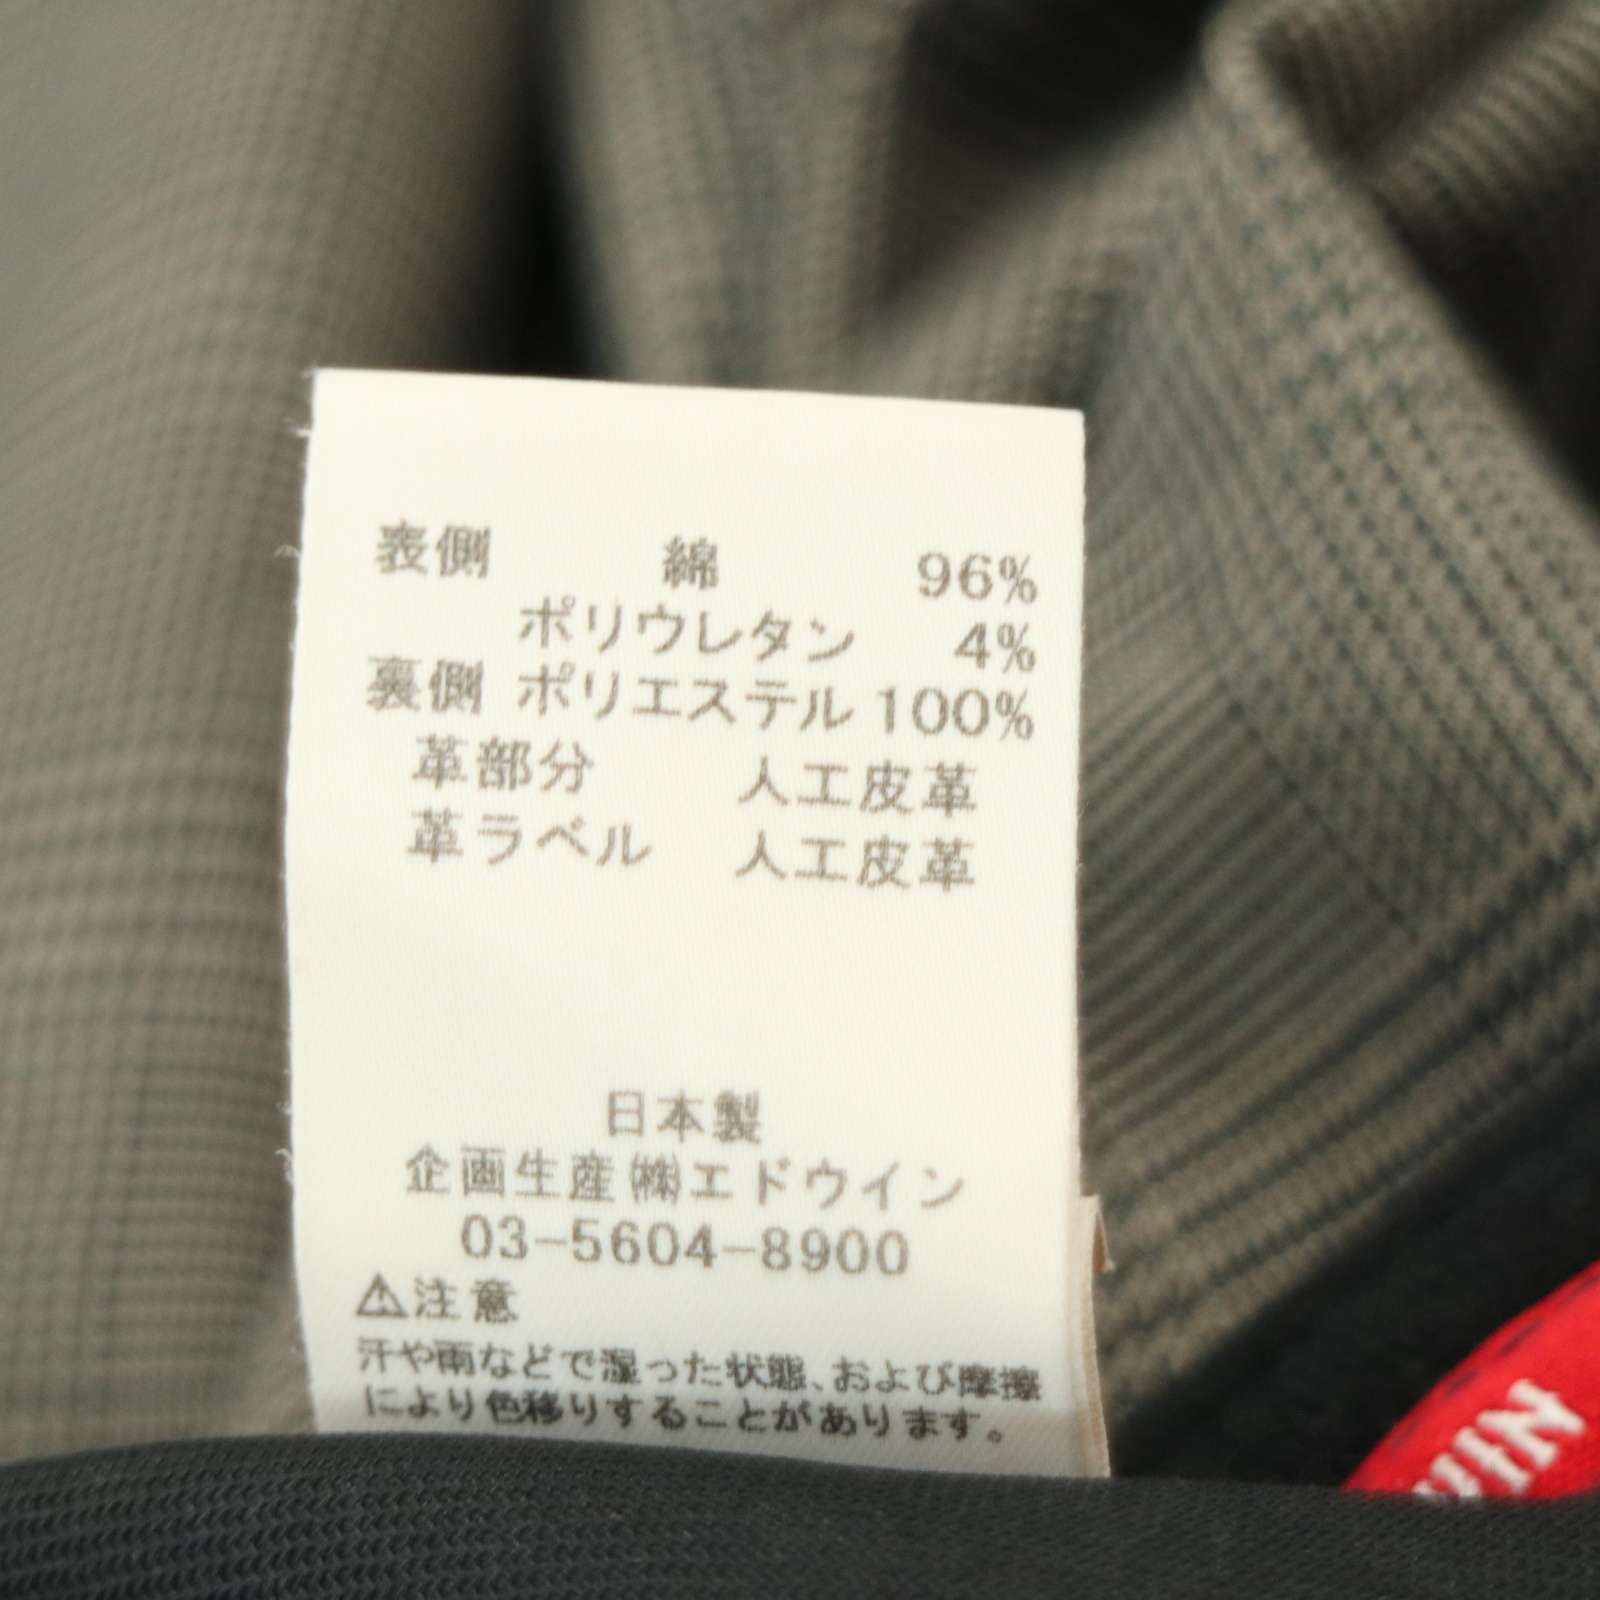 表側 綿 96%
ポリウレタン 4%
裏側 ポリエステル 100%
革部分 人工皮革
革ラベル 人工皮革
日本製
企画生産㈱エドウイン
03-5604-8900
⚠注意
汗や雨などで湿った状態、および摩擦
により色移りすることがあります。